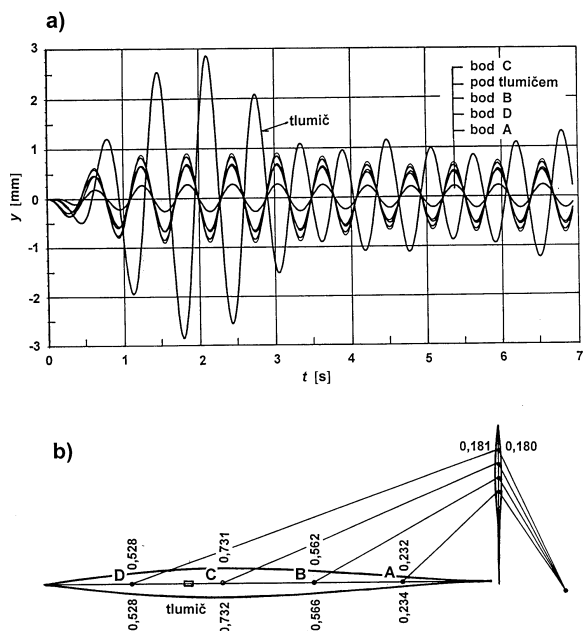 a)
3
2
1
0
-1
-2
-3
y [mm]
tlumič
bod C
pod tlumičem
bod B
bod D
bod A
0
1
2
3
4
5
6
7
t [s]
b)
0,181
0,180
0,528
0,731
0,562
0,232
D
C
B
A
tlumič
0,528
0,732
0,566
0,234